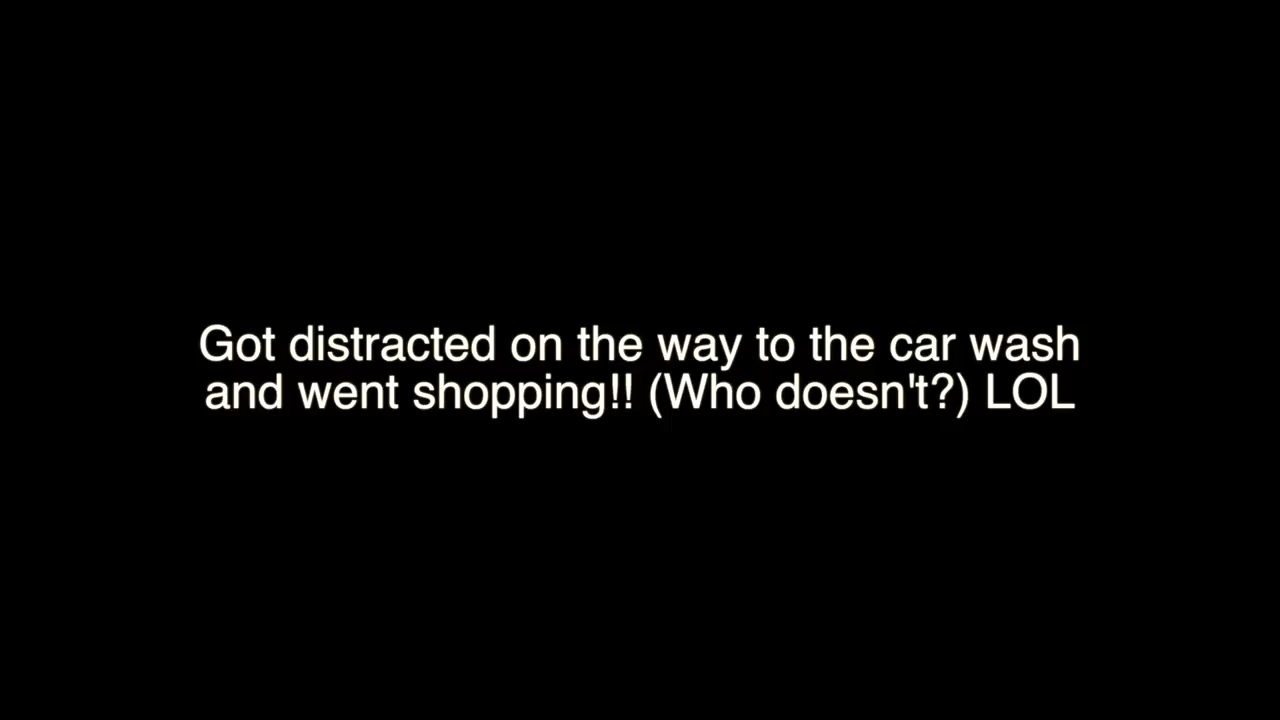 Got distracted on the way to the car wash
and went shopping!! (Who doesn't?) LOL